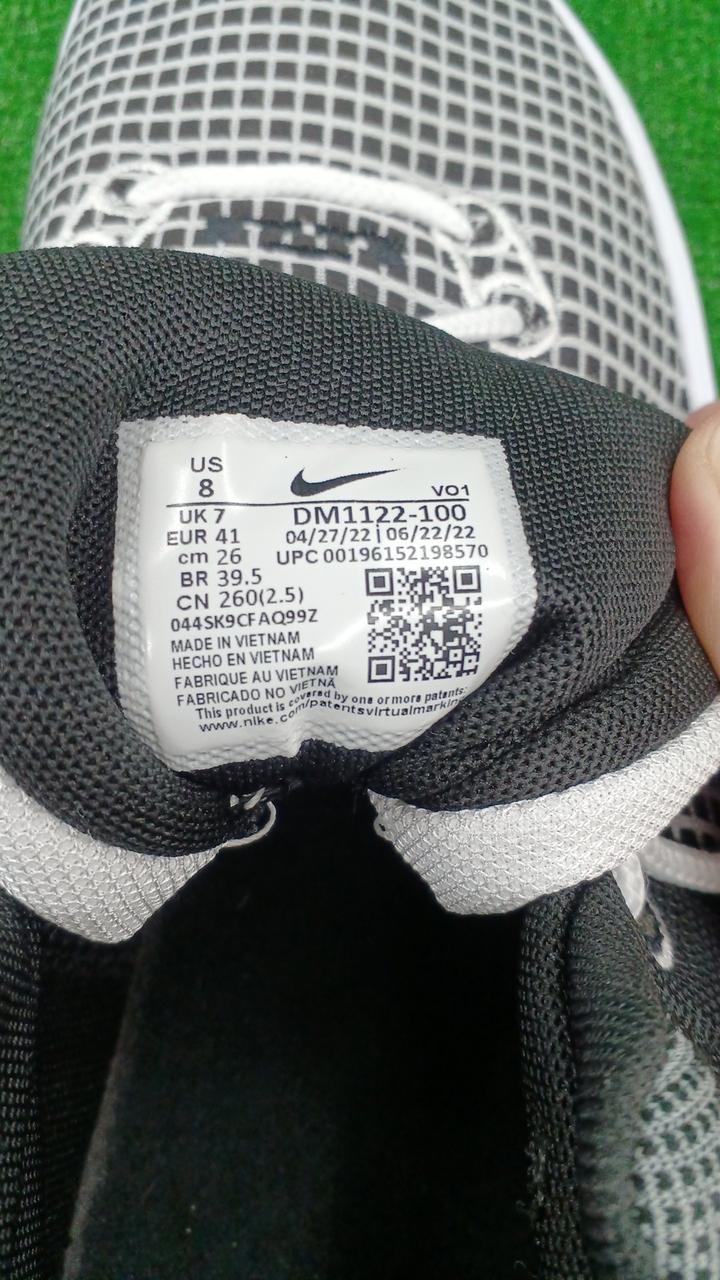 US
8
VO1
UK 7
DM1122-100
EUR 41
04/27/22 | 06/22/22
cm 26
UPC 00196152198570
BR 39.5
CN 260(2.5)
044SK9CFAQ99Z
MADE IN VIETNAM
HECHO EN VIETNAM
FABRIQUE AU VIETNAM
FABRICADO NO VIETNÃ
This product is covered by one or more patents:
www.nike.com/patentsvirtualmarkin